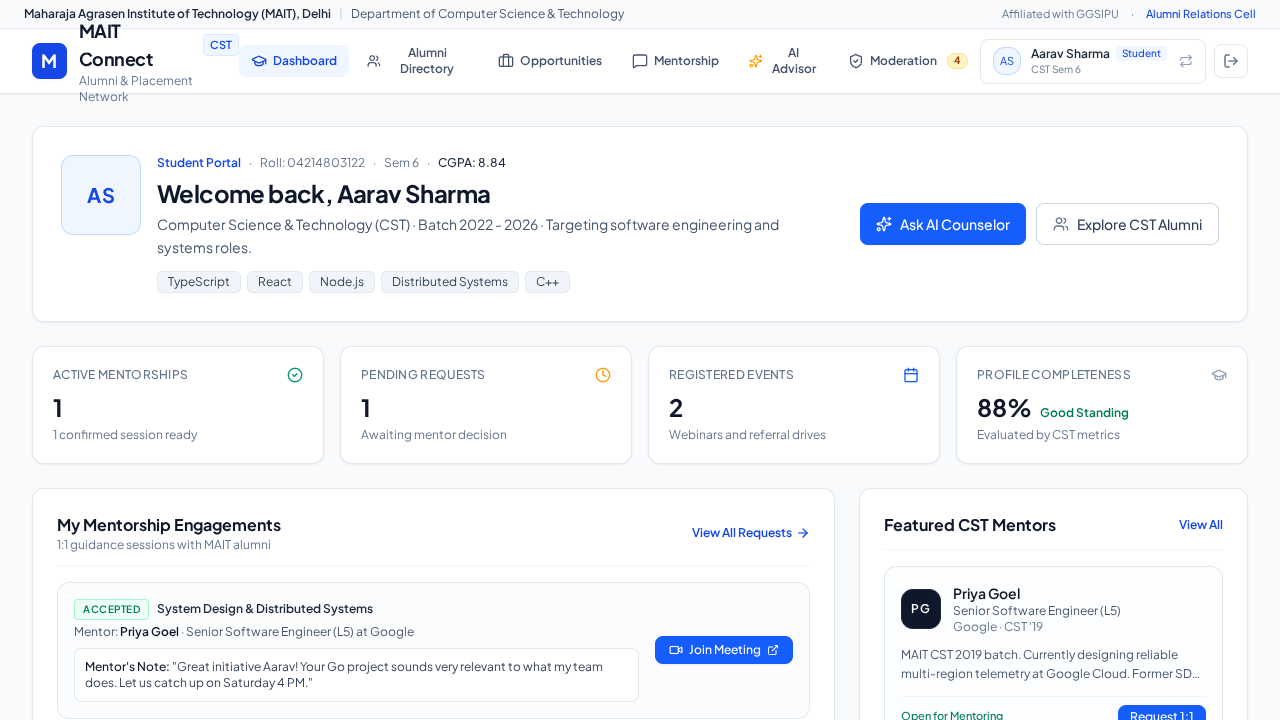 Maharaja Agrasen Institute of Technology (MAIT), Delhi | Department of Computer Science & Technology
Affiliated with GGSIPU · Alumni Relations Cell
M
MAIT Connect
CST
Alumni & Placement Network
Dashboard
Alumni Directory
Opportunities
Mentorship
AI Advisor
Moderation 4
AS
Aarav Sharma Student
CST Sem 6
AS
Student Portal · Roll: 04214803122 · Sem 6 · CGPA: 8.84
Welcome back, Aarav Sharma
Computer Science & Technology (CST) · Batch 2022 - 2026 · Targeting software engineering and
systems roles.
TypeScript React Node.js Distributed Systems C++
Ask AI Counselor
Explore CST Alumni
ACTIVE MENTORSHIPS
1
1 confirmed session ready
PENDING REQUESTS
1
Awaiting mentor decision
REGISTERED EVENTS
2
Webinars and referral drives
PROFILE COMPLETENESS
88% Good Standing
Evaluated by CST metrics
My Mentorship Engagements
1:1 guidance sessions with MAIT alumni
View All Requests
ACCEPTED System Design & Distributed Systems
Mentor: Priya Goel · Senior Software Engineer (L5) at Google
Mentor's Note: "Great initiative Aarav! Your Go project sounds very relevant to what my team
does. Let us catch up on Saturday 4 PM."
Join Meeting
Featured CST Mentors
View All
PG
Priya Goel
Senior Software Engineer (L5)
Google · CST '19
MAIT CST 2019 batch. Currently designing reliable
multi-region telemetry at Google Cloud. Former SD...
Open for Mentoring
Request 1:1